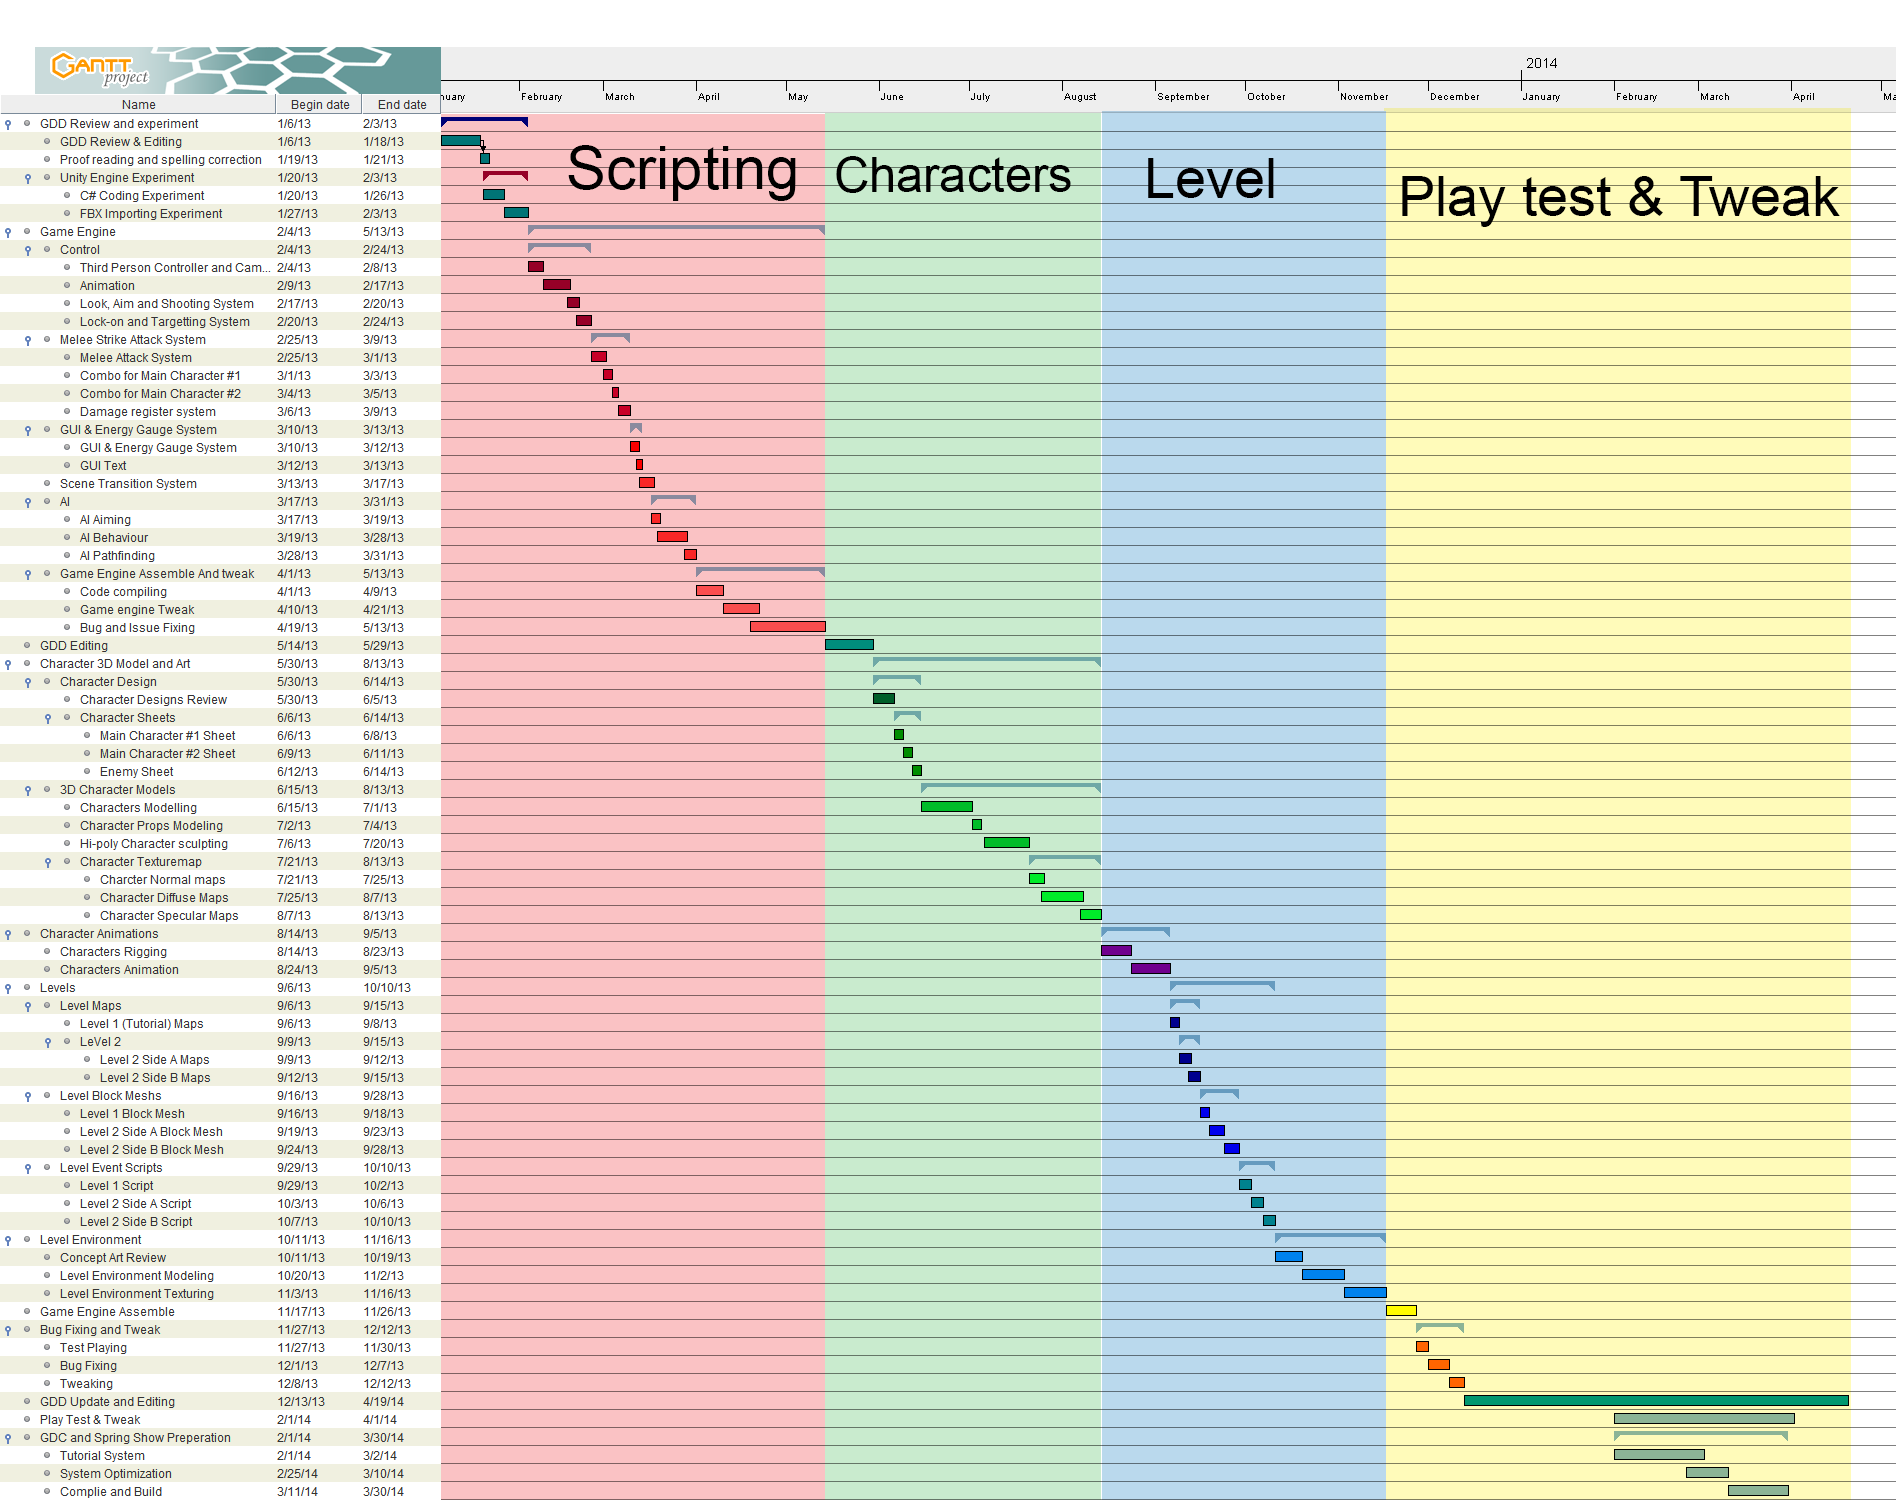 GANTT
project
2014
nuary February March April May June July August September October November December January February March April Ma
Name Begin date End date
GDD Review and experiment 1/6/13 2/3/13
GDD Review & Editing 1/6/13 1/18/13
Proof reading and spelling correction 1/19/13 1/21/13
Unity Engine Experiment 1/20/13 2/3/13
C# Coding Experiment 1/20/13 1/26/13
FBX Importing Experiment 1/27/13 2/3/13
Scripting Characters Level Play test & Tweak
Game Engine 2/4/13 5/13/13
Control 2/4/13 2/24/13
Third Person Controller and Cam... 2/4/13 2/8/13
Animation 2/9/13 2/17/13
Look, Aim and Shooting System 2/17/13 2/20/13
Lock-on and Targetting System 2/20/13 2/24/13
Melee Strike Attack System 2/25/13 3/9/13
Melee Attack System 2/25/13 3/1/13
Combo for Main Character #1 3/1/13 3/3/13
Combo for Main Character #2 3/4/13 3/5/13
Damage register system 3/6/13 3/9/13
GUI & Energy Gauge System 3/10/13 3/13/13
GUI & Energy Gauge System 3/10/13 3/12/13
GUI Text 3/12/13 3/13/13
Scene Transition System 3/13/13 3/17/13
AI 3/17/13 3/31/13
AI Aiming 3/17/13 3/19/13
AI Behaviour 3/19/13 3/28/13
AI Pathfinding 3/28/13 3/31/13
Game Engine Assemble And tweak 4/1/13 5/13/13
Code compiling 4/1/13 4/9/13
Game engine Tweak 4/10/13 4/21/13
Bug and Issue Fixing 4/19/13 5/13/13
GDD Editing 5/14/13 5/29/13
Character 3D Model and Art 5/30/13 8/13/13
Character Design 5/30/13 6/14/13
Character Designs Review 5/30/13 6/5/13
Character Sheets 6/6/13 6/14/13
Main Character #1 Sheet 6/6/13 6/8/13
Main Character #2 Sheet 6/9/13 6/11/13
Enemy Sheet 6/12/13 6/14/13
3D Character Models 6/15/13 8/13/13
Characters Modelling 6/15/13 7/1/13
Character Props Modeling 7/2/13 7/4/13
Hi-poly Character sculpting 7/6/13 7/20/13
Character Texturemap 7/21/13 8/13/13
Charcter Normal maps 7/21/13 7/25/13
Character Diffuse Maps 7/25/13 8/7/13
Character Specular Maps 8/7/13 8/13/13
Character Animations 8/14/13 9/5/13
Characters Rigging 8/14/13 8/23/13
Characters Animation 8/24/13 9/5/13
Levels 9/6/13 10/10/13
Level Maps 9/6/13 9/15/13
Level 1 (Tutorial) Maps 9/6/13 9/8/13
LeVel 2 9/9/13 9/15/13
Level 2 Side A Maps 9/9/13 9/12/13
Level 2 Side B Maps 9/12/13 9/15/13
Level Block Meshs 9/16/13 9/28/13
Level 1 Block Mesh 9/16/13 9/18/13
Level 2 Side A Block Mesh 9/19/13 9/23/13
Level 2 Side B Block Mesh 9/24/13 9/28/13
Level Event Scripts 9/29/13 10/10/13
Level 1 Script 9/29/13 10/2/13
Level 2 Side A Script 10/3/13 10/6/13
Level 2 Side B Script 10/7/13 10/10/13
Level Environment 10/11/13 11/16/13
Concept Art Review 10/11/13 10/19/13
Level Environment Modeling 10/20/13 11/2/13
Level Environment Texturing 11/3/13 11/16/13
Game Engine Assemble 11/17/13 11/26/13
Bug Fixing and Tweak 11/27/13 12/12/13
Test Playing 11/27/13 11/30/13
Bug Fixing 12/1/13 12/7/13
Tweaking 12/8/13 12/12/13
GDD Update and Editing 12/13/13 4/19/14
Play Test & Tweak 2/1/14 4/1/14
GDC and Spring Show Preperation 2/1/14 3/30/14
Tutorial System 2/1/14 3/2/14
System Optimization 2/25/14 3/10/14
Complie and Build 3/11/14 3/30/14